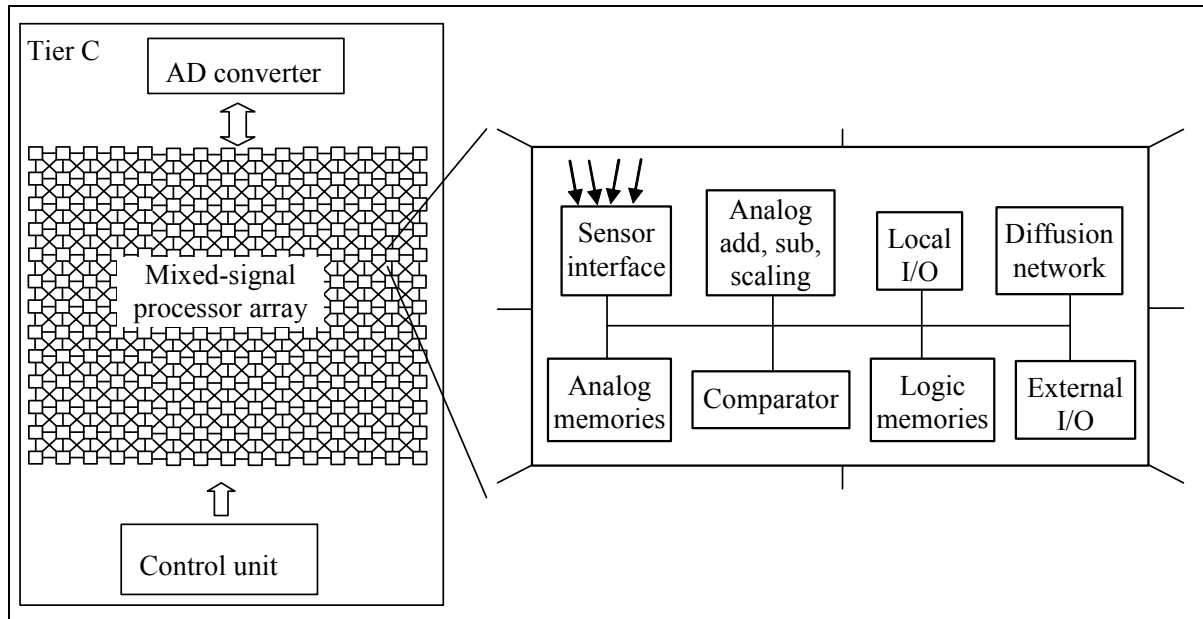 Tier C
AD converter
Mixed-signal
processor array
Control unit
Sensor
interface
Analog
add, sub,
scaling
Local
I/O
Diffusion
network
Analog
memories
Comparator
Logic
memories
External
I/O